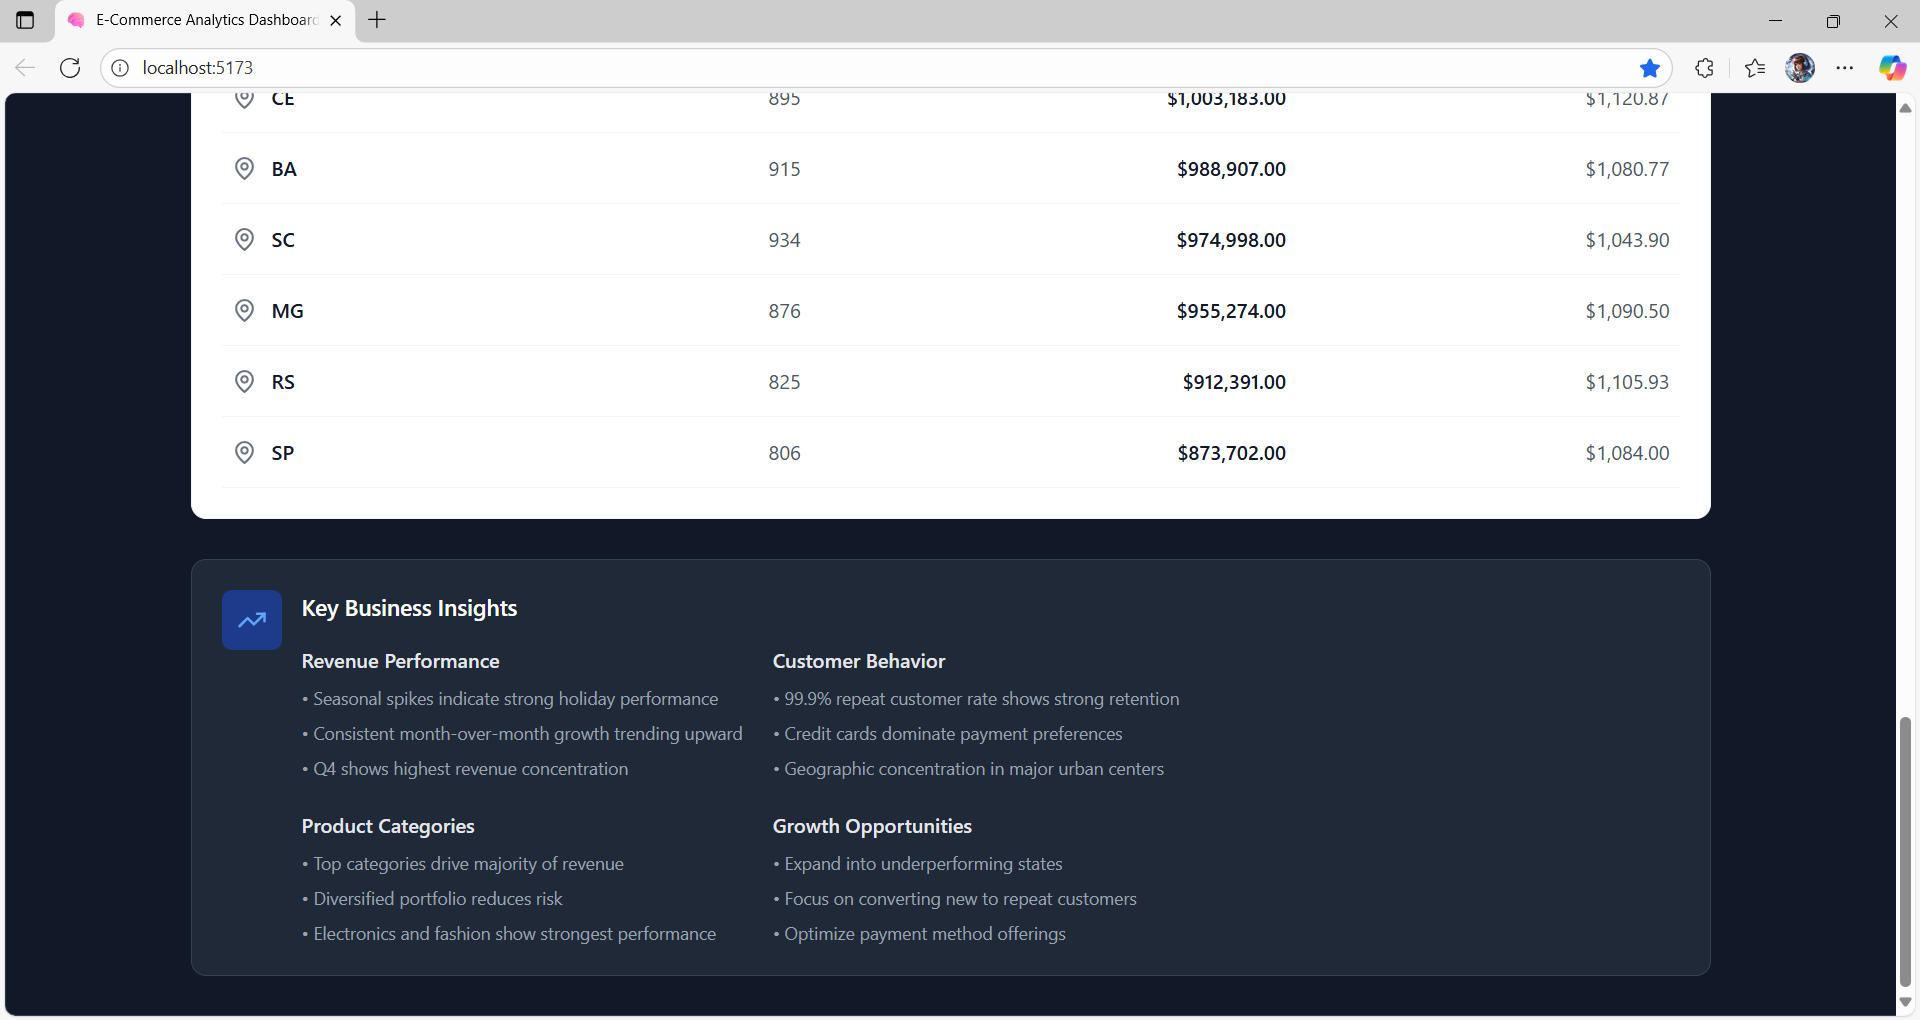 E-Commerce Analytics Dashboard
localhost:5173
CE 895 $1,003,183.00 $1,120.87
BA 915 $988,907.00 $1,080.77
SC 934 $974,998.00 $1,043.90
MG 876 $955,274.00 $1,090.50
RS 825 $912,391.00 $1,105.93
SP 806 $873,702.00 $1,084.00
Key Business Insights
Revenue Performance
• Seasonal spikes indicate strong holiday performance
• Consistent month-over-month growth trending upward
• Q4 shows highest revenue concentration
Customer Behavior
• 99.9% repeat customer rate shows strong retention
• Credit cards dominate payment preferences
• Geographic concentration in major urban centers
Product Categories
• Top categories drive majority of revenue
• Diversified portfolio reduces risk
• Electronics and fashion show strongest performance
Growth Opportunities
• Expand into underperforming states
• Focus on converting new to repeat customers
• Optimize payment method offerings